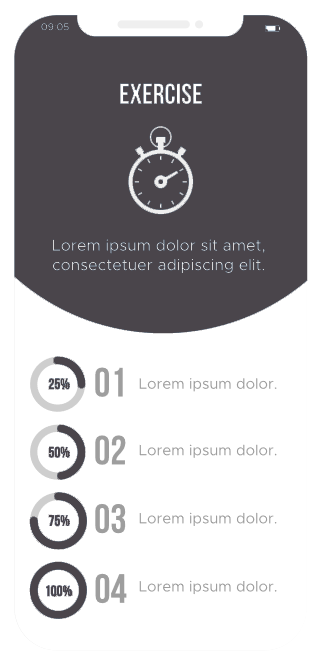 09:05
EXERCISE
Lorem ipsum dolor sit amet,
consectetuer adipiscing elit.
25% 01 Lorem ipsum dolor.
50% 02 Lorem ipsum dolor.
75% 03 Lorem ipsum dolor.
100% 04 Lorem ipsum dolor.